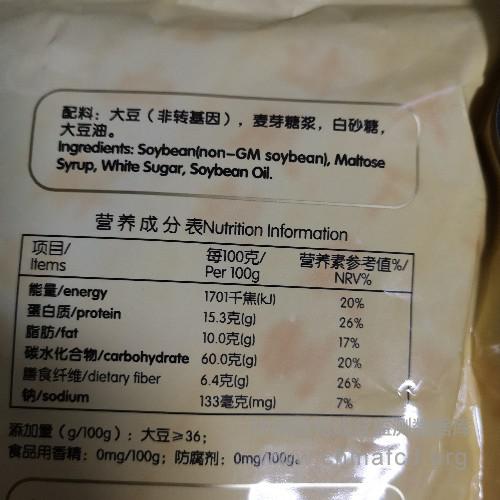 配料：大豆（非转基因），麦芽糖浆，白砂糖，
大豆油。
Ingredients: Soybean(non-GM soybean), Maltose
Syrup, White Sugar, Soybean Oil.
营养成分表Nutrition Information
项目/ 每100克/ 营养素参考值%/
Items Per 100g NRV%
能量/energy 1701千焦(kJ) 20%
蛋白质/protein 15.3克(g) 26%
脂肪/fat 10.0克(g) 17%
碳水化合物/carbohydrate 60.0克(g) 20%
膳食纤维/dietary fiber 6.4克(g) 26%
钠/sodium 133毫克(mg) 7%
添加量（g/100g）：大豆≥36；
食品用香精：0mg/100g；防腐剂：0mg/100g。